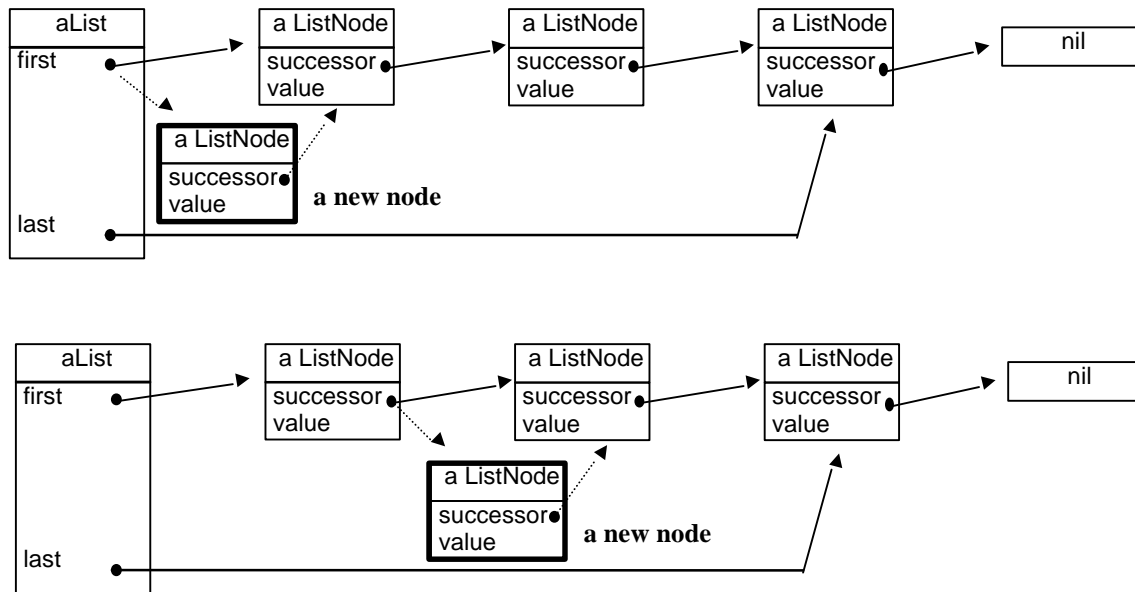 aList
first
last
a ListNode
successor
value
a ListNode
successor
value
a ListNode
successor
value
nil
a ListNode
successor
value
a new node
aList
first
last
a ListNode
successor
value
a ListNode
successor
value
a ListNode
successor
value
nil
a ListNode
successor
value
a new node